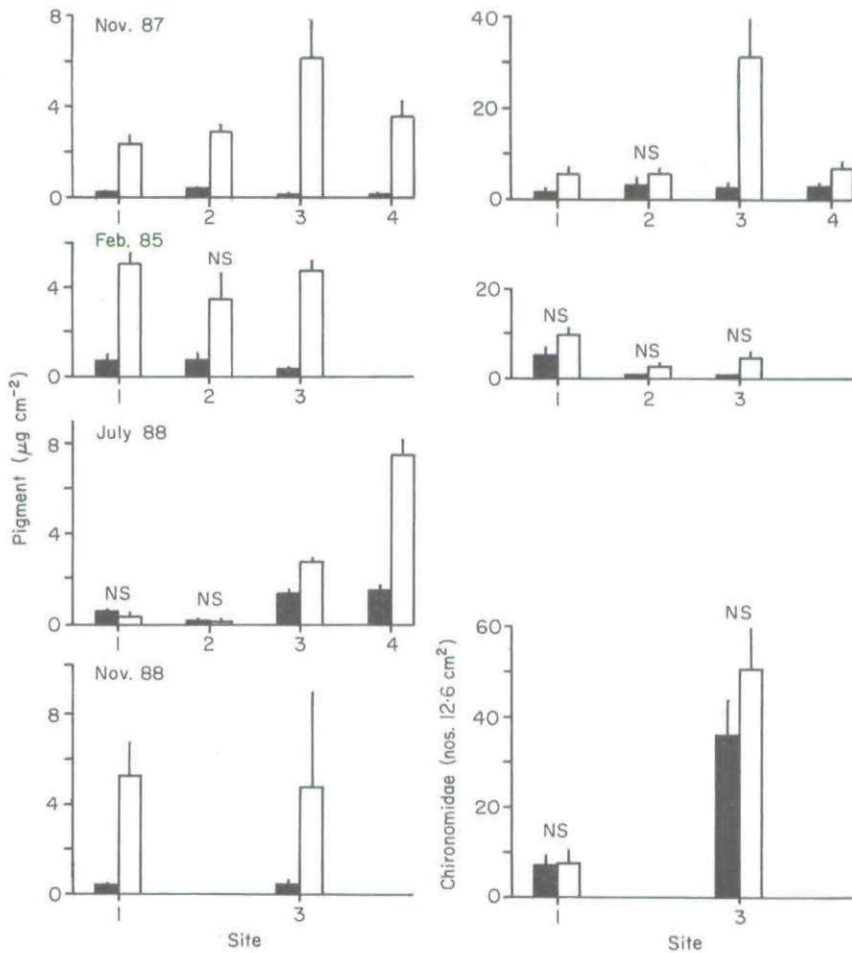 Nov. 87
8
4
0
1 2 3 4
40
20
0
NS
1 2 3 4
Feb. 85
4
0
NS
1 2 3
20
10
0
NS NS NS
1 2 3
July 88
8
4
0
NS NS
1 2 3 4
Nov. 88
8
4
0
1 3
Site
Pigment (μg cm⁻²)
60
40
20
0
NS NS
1 3
Site
Chironomidae (nos. 12·6 cm²)